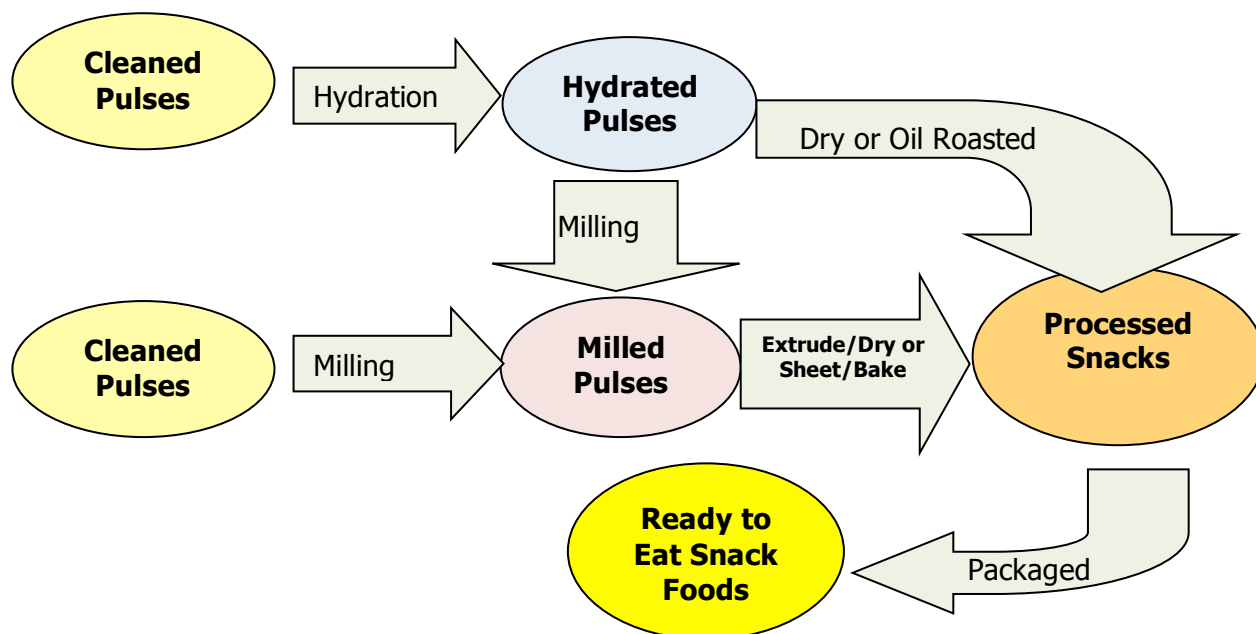 Cleaned
Pulses
Hydration
Hydrated
Pulses
Dry or Oil Roasted
Milling
Cleaned
Pulses
Milling
Milled
Pulses
Extrude/Dry or
Sheet/Bake
Processed
Snacks
Ready to
Eat Snack
Foods
Packaged